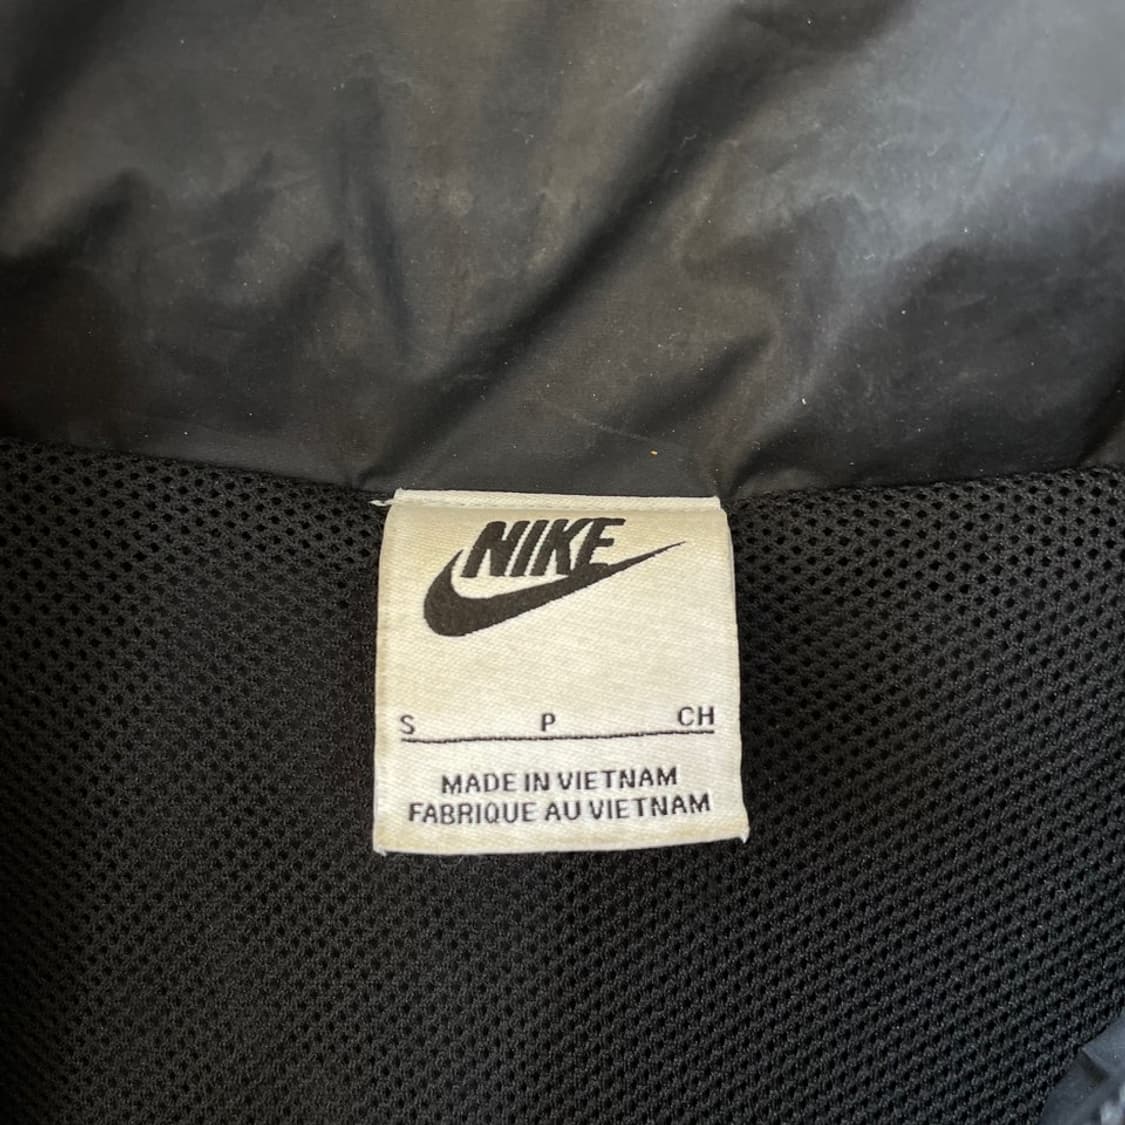 NIKE
S P CH
MADE IN VIETNAM
FABRIQUE AU VIETNAM